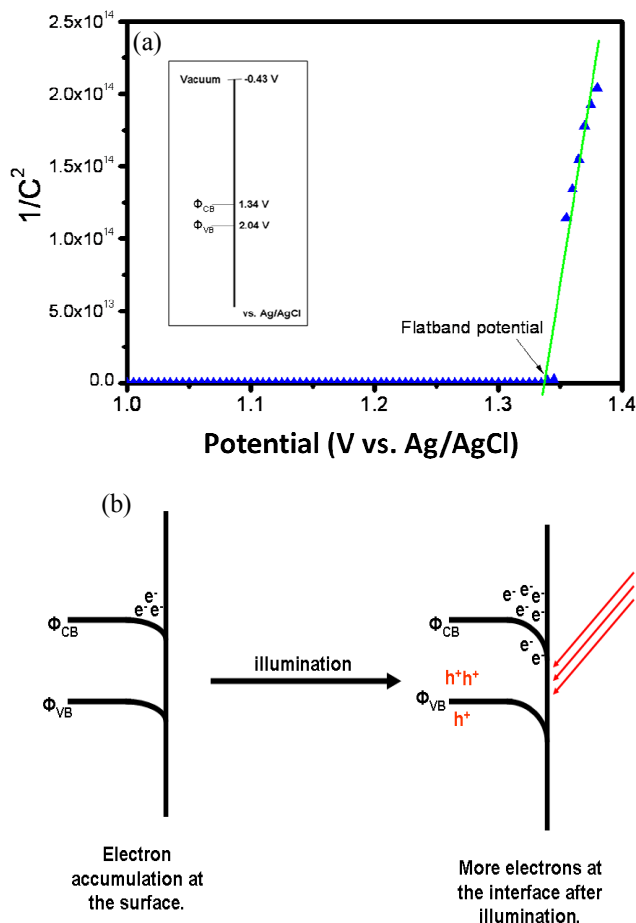 (a)
2.5x10^14
2.0x10^14
1.5x10^14
1.0x10^14
5.0x10^13
0.0
1/C^2
Vacuum -0.43 V
Φ_CB 1.34 V
Φ_VB 2.04 V
vs. Ag/AgCl
Flatband potential
1.0 1.1 1.2 1.3 1.4
Potential (V vs. Ag/AgCl)
(b)
e-
e- e-
Φ_CB
Φ_VB
illumination
e- e- e-
e- e-
e-
e-
Φ_CB
h+ h+
Φ_VB
h+
Electron
accumulation at
the surface.
More electrons at
the interface after
illumination.